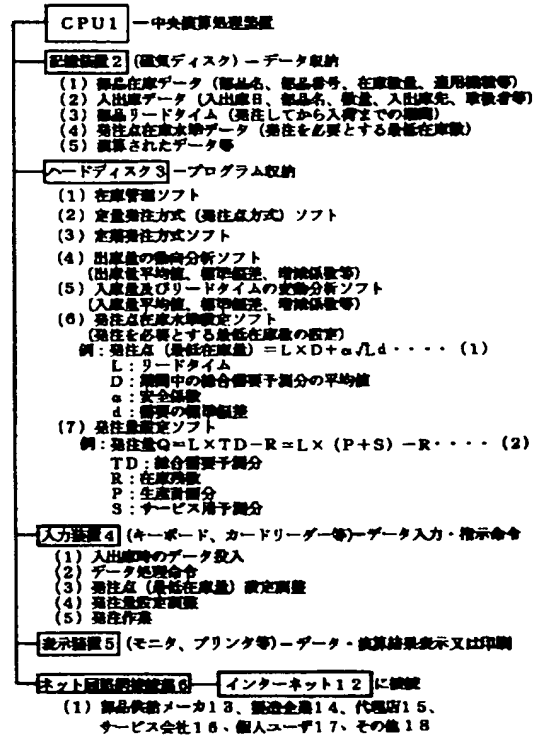 CPU1 ー中央演算処理装置
記憶装置2 (磁気ディスク) ーデータ収納
(1) 部品在庫データ (部品名、部品番号、在庫数量、適用機種等)
(2) 入出庫データ (入出庫日、部品名、数量、入出庫先、取扱者等)
(3) 部品リードタイム (発注してから入荷までの期間)
(4) 発注点在庫水準データ (発注を必要とする最低在庫数)
(5) 演算されたデータ等
ハードディスク3 ープログラム収納
(1) 在庫管理ソフト
(2) 定量発注方式 (発注点方式) ソフト
(3) 定期発注方式ソフト
(4) 出庫量の傾向分析ソフト
(出庫量平均値、標準偏差、増減係数等)
(5) 入庫量及びリードタイムの変動分析ソフト
(入庫量平均値、標準偏差、増減係数等)
(6) 発注点在庫水準設定ソフト
(発注を必要とする最低在庫数の設定)
例:発注点 (最低在庫量) =L×D+α√Ld・・・・ (1)
L:リードタイム
D:期間中の総合需要予測分の平均値
α:安全係数
d:需要の標準偏差
(7) 発注量設定ソフト
例:発注量Q=L×TD-R=L× (P+S) -R・・・・ (2)
TD:総合需要予測分
R:在庫残数
P:生産計画分
S:サービス用予測分
入力装置4 (キーボード、カードリーダー等)ーデータ入力・指示命令
(1) 入出庫時のデータ投入
(2) データ処理命令
(3) 発注点 (最低在庫量) 設定調整
(4) 発注量設定調整
(5) 発注作業
表示装置5 (モニタ、プリンタ等) ーデータ・演算結果表示又は印刷
ネット回路網接続器6 インターネット12 に接続
(1) 部品供給メーカ13、製造企業14、代理店15、
サービス会社16、個人ユーザ17、その他18